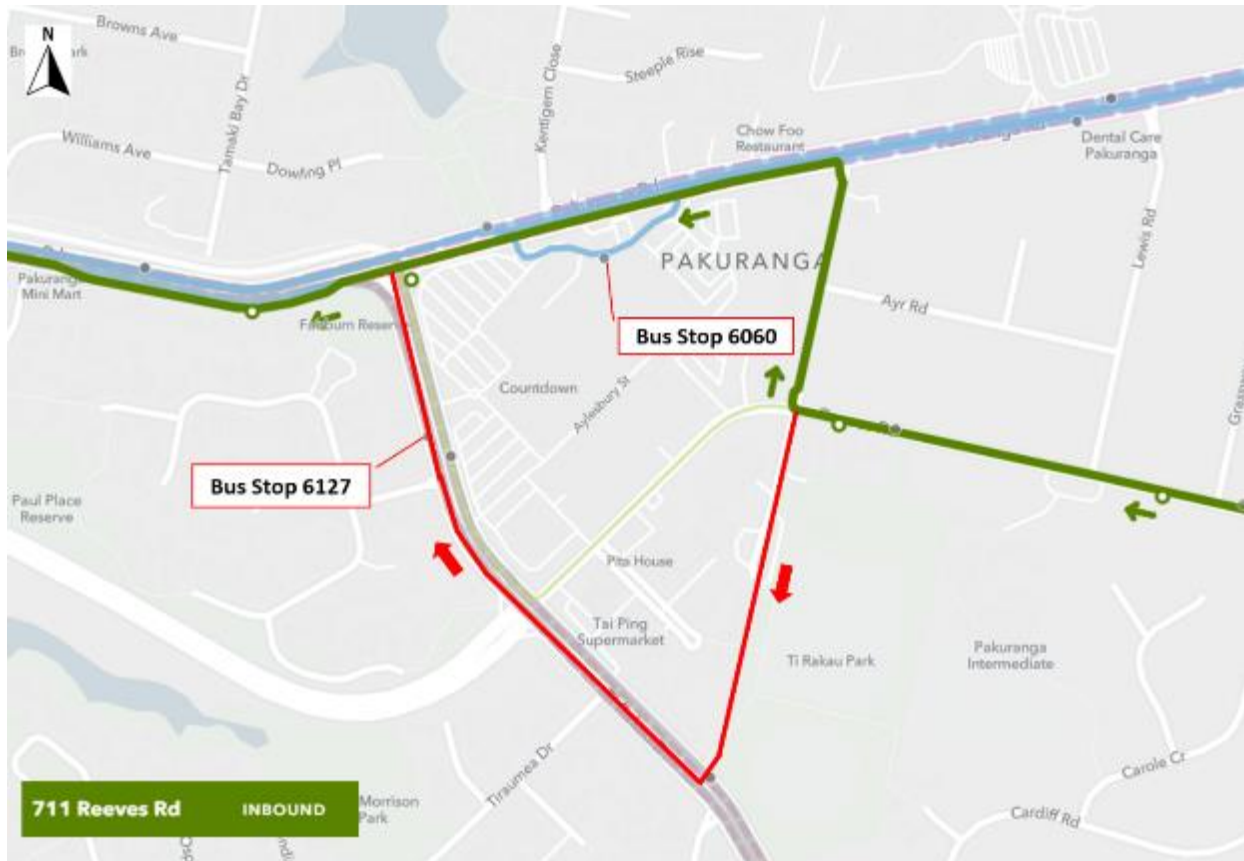 N
Browns Ave
Tamaki Bay Dr
Williams Ave
Dowling Pl
Kentigern Close
Steeple Rise
Chow Foo
Restaurant
Dental Care
Pakuranga
Lewis Rd
PAKURANGA
Ayr Rd
Pakuranga
Mini Mart
Bus Stop 6060
Countdown
Aylesbury St
Bus Stop 6127
Paul Place
Reserve
Pita House
Tai Ping
Supermarket
Ti Rakau Park
Pakuranga
Intermediate
Tiraumea Dr
Carole Cr
Cardiff Rd
Morrison
Park
711 Reeves Rd INBOUND